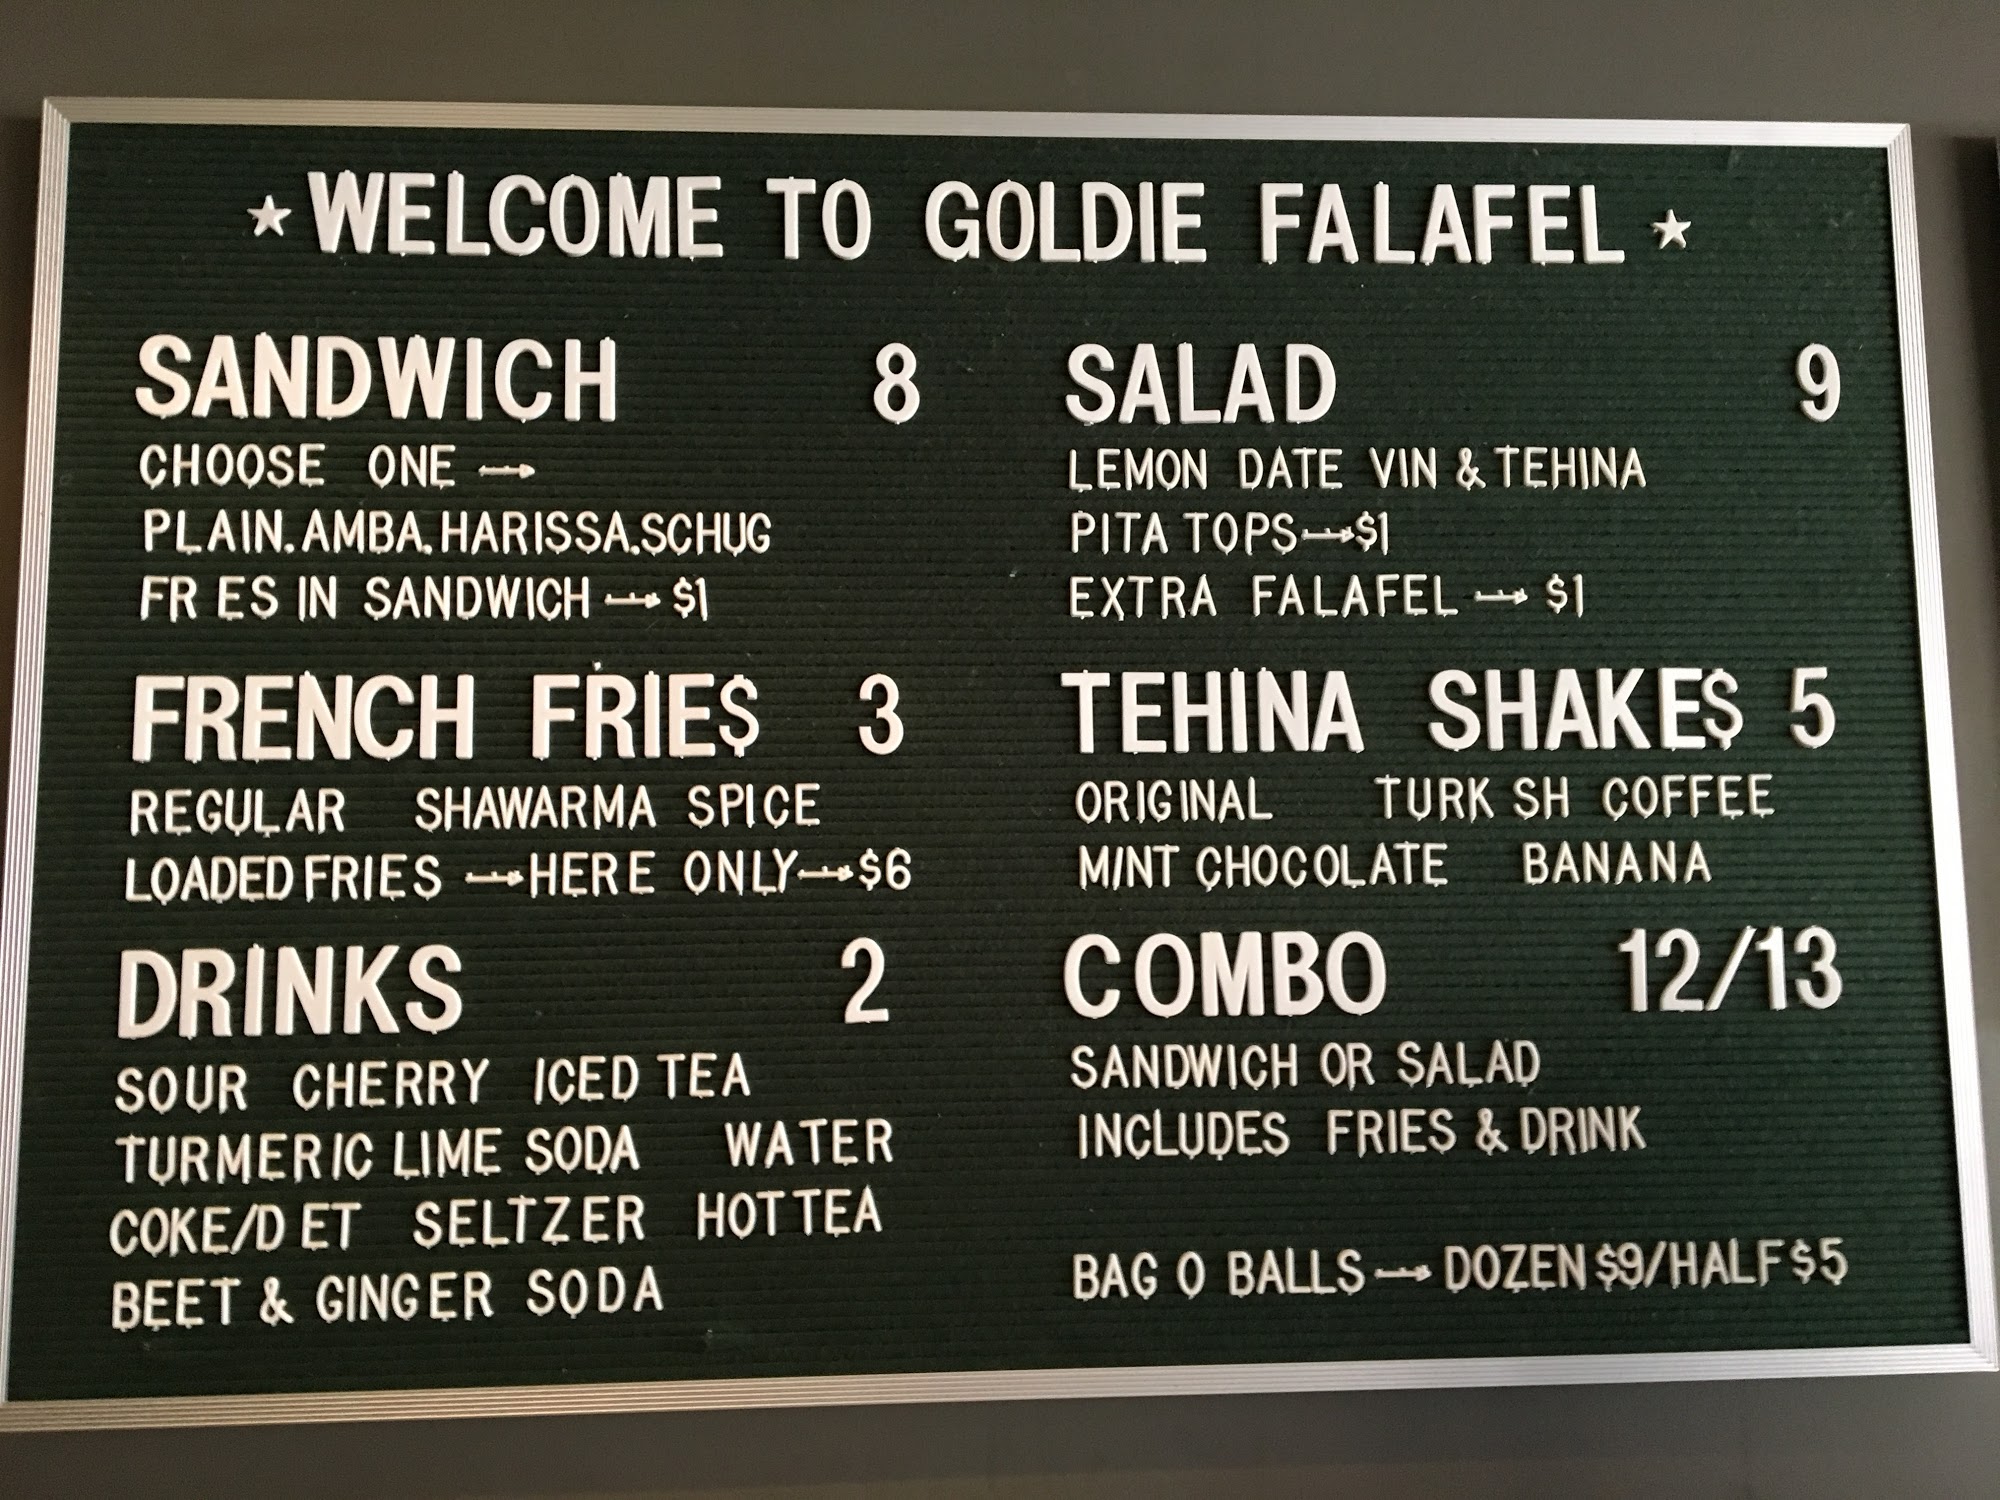 ★ WELCOME TO GOLDIE FALAFEL ★
SANDWICH 8
CHOOSE ONE →
PLAIN.AMBA.HARISSA.SCHUG
FR ES IN SANDWICH → $1
FRENCH FRIE$ 3
REGULAR SHAWARMA SPICE
LOADED FRIES → HERE ONLY → $6
DRINKS 2
SOUR CHERRY ICED TEA
TURMERIC LIME SODA WATER
COKE/D ET SELTZER HOT TEA
BEET & GINGER SODA
SALAD 9
LEMON DATE VIN & TEHINA
PITA TOPS → $1
EXTRA FALAFEL → $1
TEHINA SHAKE$ 5
ORIGINAL TURK SH COFFEE
MINT CHOCOLATE BANANA
COMBO 12/13
SANDWICH OR SALAD
INCLUDES FRIES & DRINK
BAG O BALLS → DOZEN $9/HALF $5